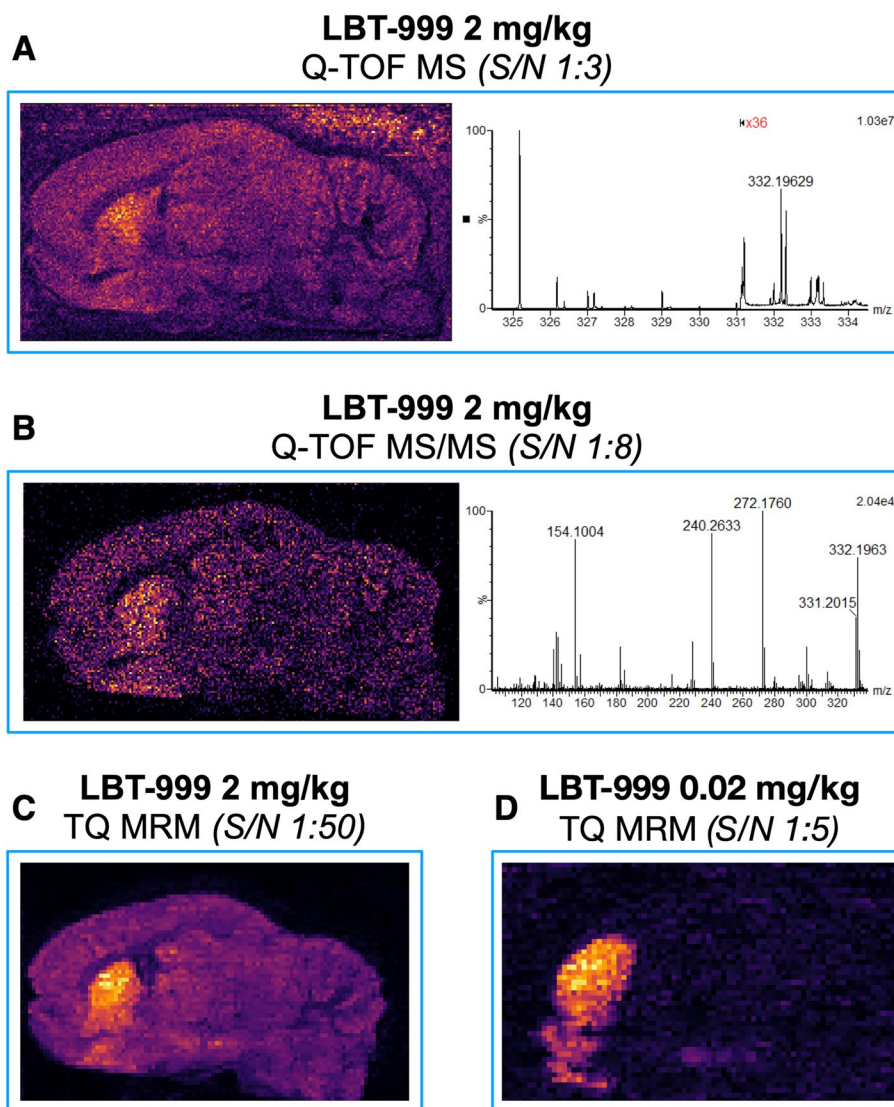 A
LBT-999 2 mg/kg
Q-TOF MS (S/N 1:3)
x36
1.03e7
100
332.19629
%
0
325 326 327 328 329 330 331 332 333 334 m/z
B
LBT-999 2 mg/kg
Q-TOF MS/MS (S/N 1:8)
100
272.1760
2.04e4
154.1004
240.2633
332.1963
331.2015
%
0
120 140 160 180 200 220 240 260 280 300 320 m/z
C
LBT-999 2 mg/kg
TQ MRM (S/N 1:50)
D
LBT-999 0.02 mg/kg
TQ MRM (S/N 1:5)